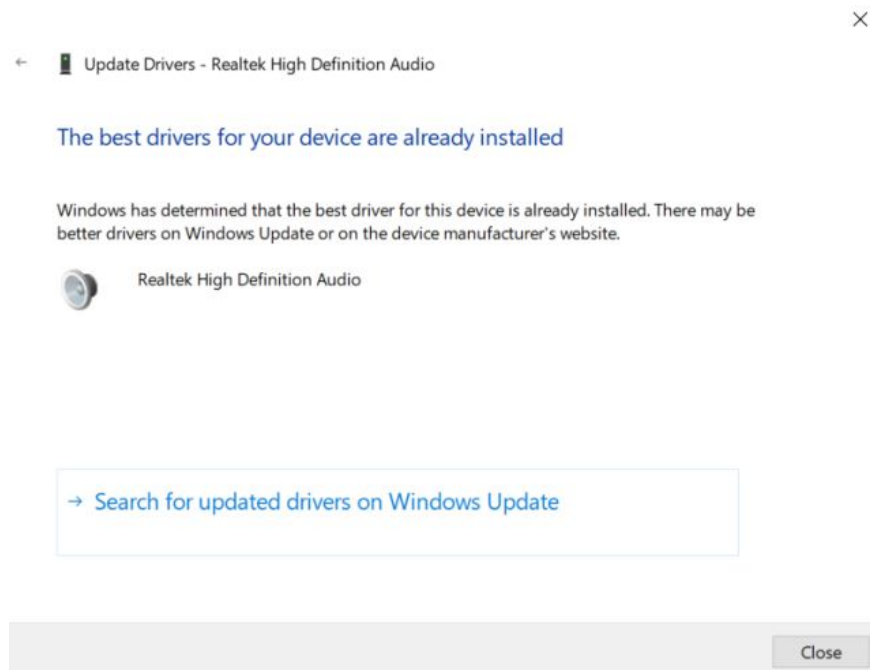 Update Drivers - Realtek High Definition Audio
The best drivers for your device are already installed
Windows has determined that the best driver for this device is already installed. There may be
better drivers on Windows Update or on the device manufacturer's website.
Realtek High Definition Audio
Search for updated drivers on Windows Update
Close